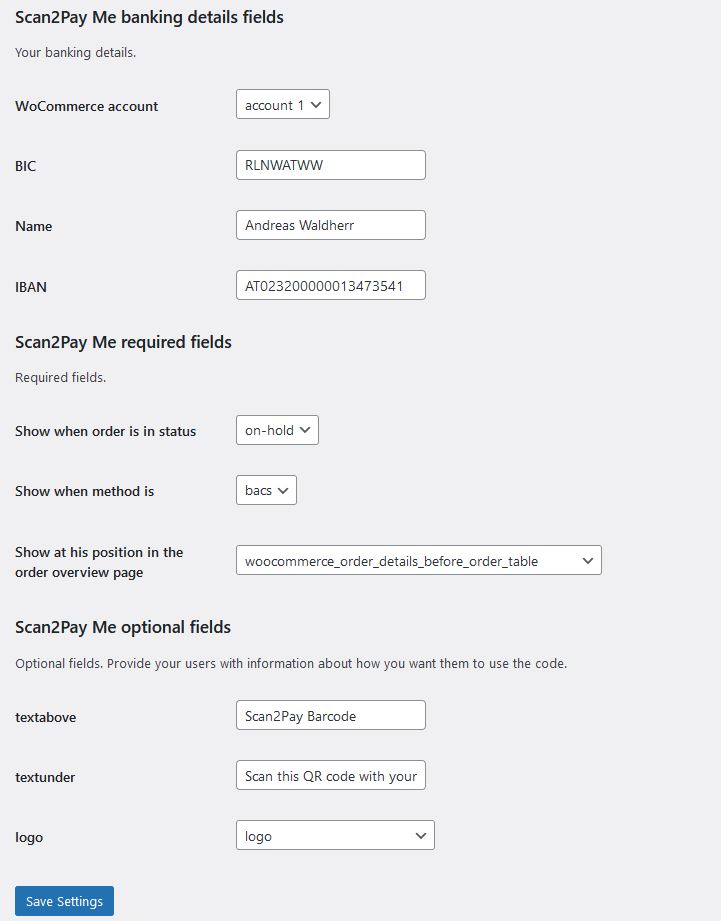 Scan2Pay Me banking details fields
Your banking details.
WoCommerce account
account 1
BIC
RLNWATWW
Name
Andreas Waldherr
IBAN
AT023200000013473541
Scan2Pay Me required fields
Required fields.
Show when order is in status
on-hold
Show when method is
bacs
Show at his position in the
order overview page
woocommerce_order_details_before_order_table
Scan2Pay Me optional fields
Optional fields. Provide your users with information about how you want them to use the code.
textabove
Scan2Pay Barcode
textunder
Scan this QR code with your
logo
logo
Save Settings